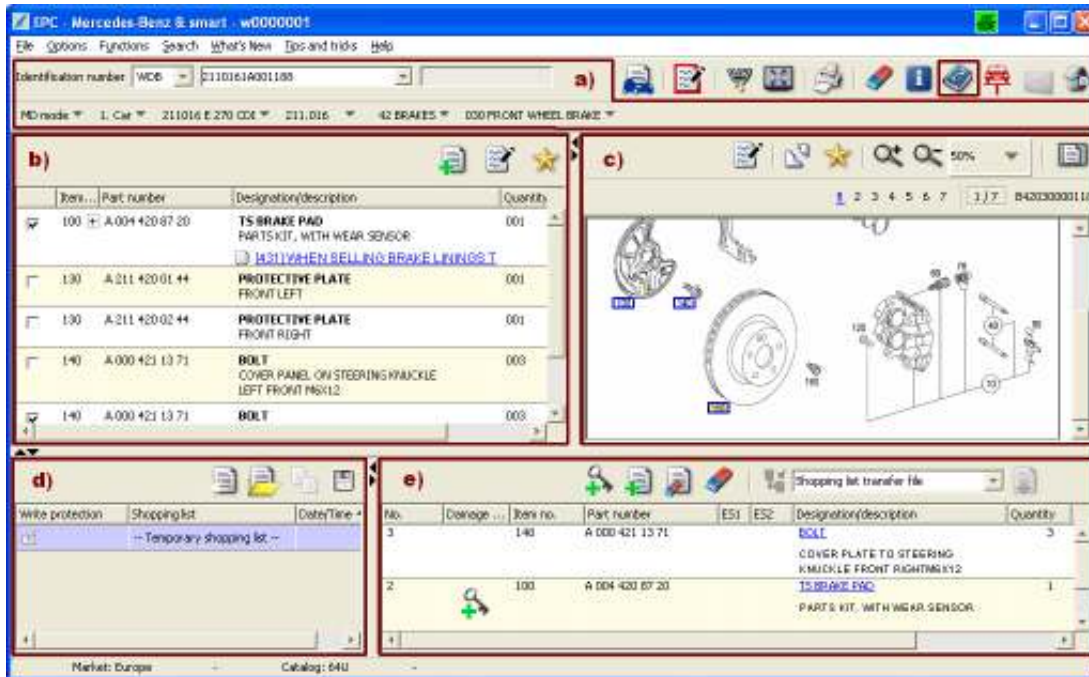 EPC - Mercedes-Benz & smart - w0000001
File Options Functions Search What's New Tips and tricks Help
Identification number WDB 2110161A001188
a)
MD mode 1. Car 211016 E 270 CDI 211.016 42 BRAKES 030 FRONT WHEEL BRAKE
b)
Item... Part number Designation/description Quantity
100 + A 004 420 87 20 TS BRAKE PAD 001
PARTS KIT, WITH WEAR SENSOR
[431] WHEN SELLING BRAKE LININGS T
130 A 211 420 01 44 PROTECTIVE PLATE 001
FRONT LEFT
130 A 211 420 02 44 PROTECTIVE PLATE 001
FRONT RIGHT
140 A 000 421 13 71 BOLT 003
COVER PANEL ON STEERING KNUCKLE
LEFT FRONT M6X12
140 A 000 421 13 71 BOLT 003
c)
50%
1 2 3 4 5 6 7 1/7
120
d)
Write protection Shopping list Date/Time
-- Temporary shopping list --
e)
Shopping list transfer file
No. Damage ... Item no. Part number ES1 ES2 Designation/description Quantity
3 140 A 000 421 13 71 BOLT 3
COVER PLATE TO STEERING
KNUCKLE FRONT RIGHTM6X12
2 100 A 004 420 87 20 TS BRAKE PAD 1
PARTS KIT, WITH WEAR SENSOR
Market: Europe - Catalog: 64U -